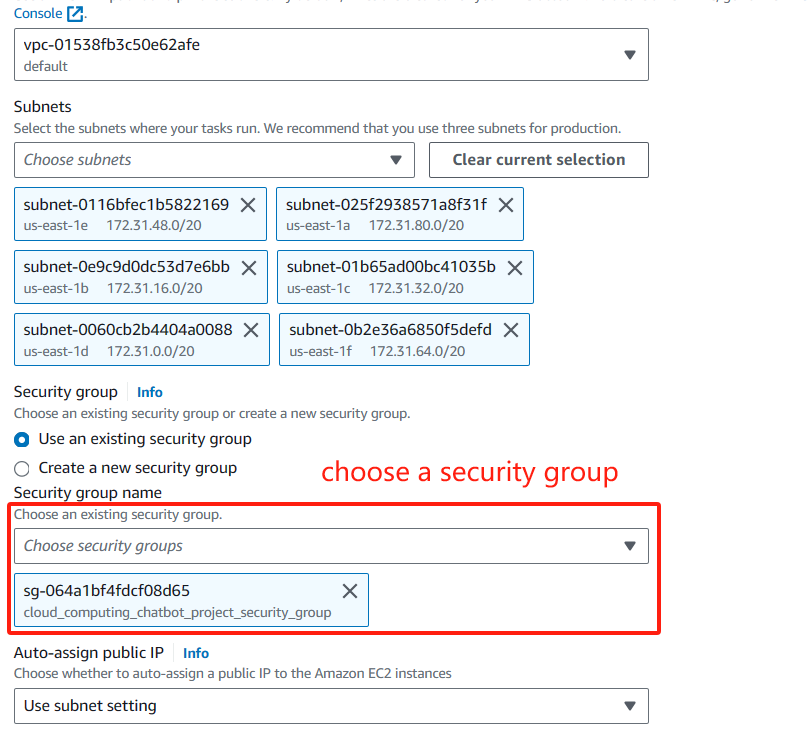 Console
vpc-01538fb3c50e62afe
default
Subnets
Select the subnets where your tasks run. We recommend that you use three subnets for production.
Choose subnets
Clear current selection
subnet-0116bfec1b5822169
us-east-1e 172.31.48.0/20
subnet-025f2938571a8f31f
us-east-1a 172.31.80.0/20
subnet-0e9c9d0dc53d7e6bb
us-east-1b 172.31.16.0/20
subnet-01b65ad00bc41035b
us-east-1c 172.31.32.0/20
subnet-0060cb2b4404a0088
us-east-1d 172.31.0.0/20
subnet-0b2e36a6850f5defd
us-east-1f 172.31.64.0/20
Security group Info
Choose an existing security group or create a new security group.
Use an existing security group
Create a new security group
choose a security group
Security group name
Choose an existing security group.
Choose security groups
sg-064a1bf4fdcf08d65
cloud_computing_chatbot_project_security_group
Auto-assign public IP Info
Choose whether to auto-assign a public IP to the Amazon EC2 instances
Use subnet setting